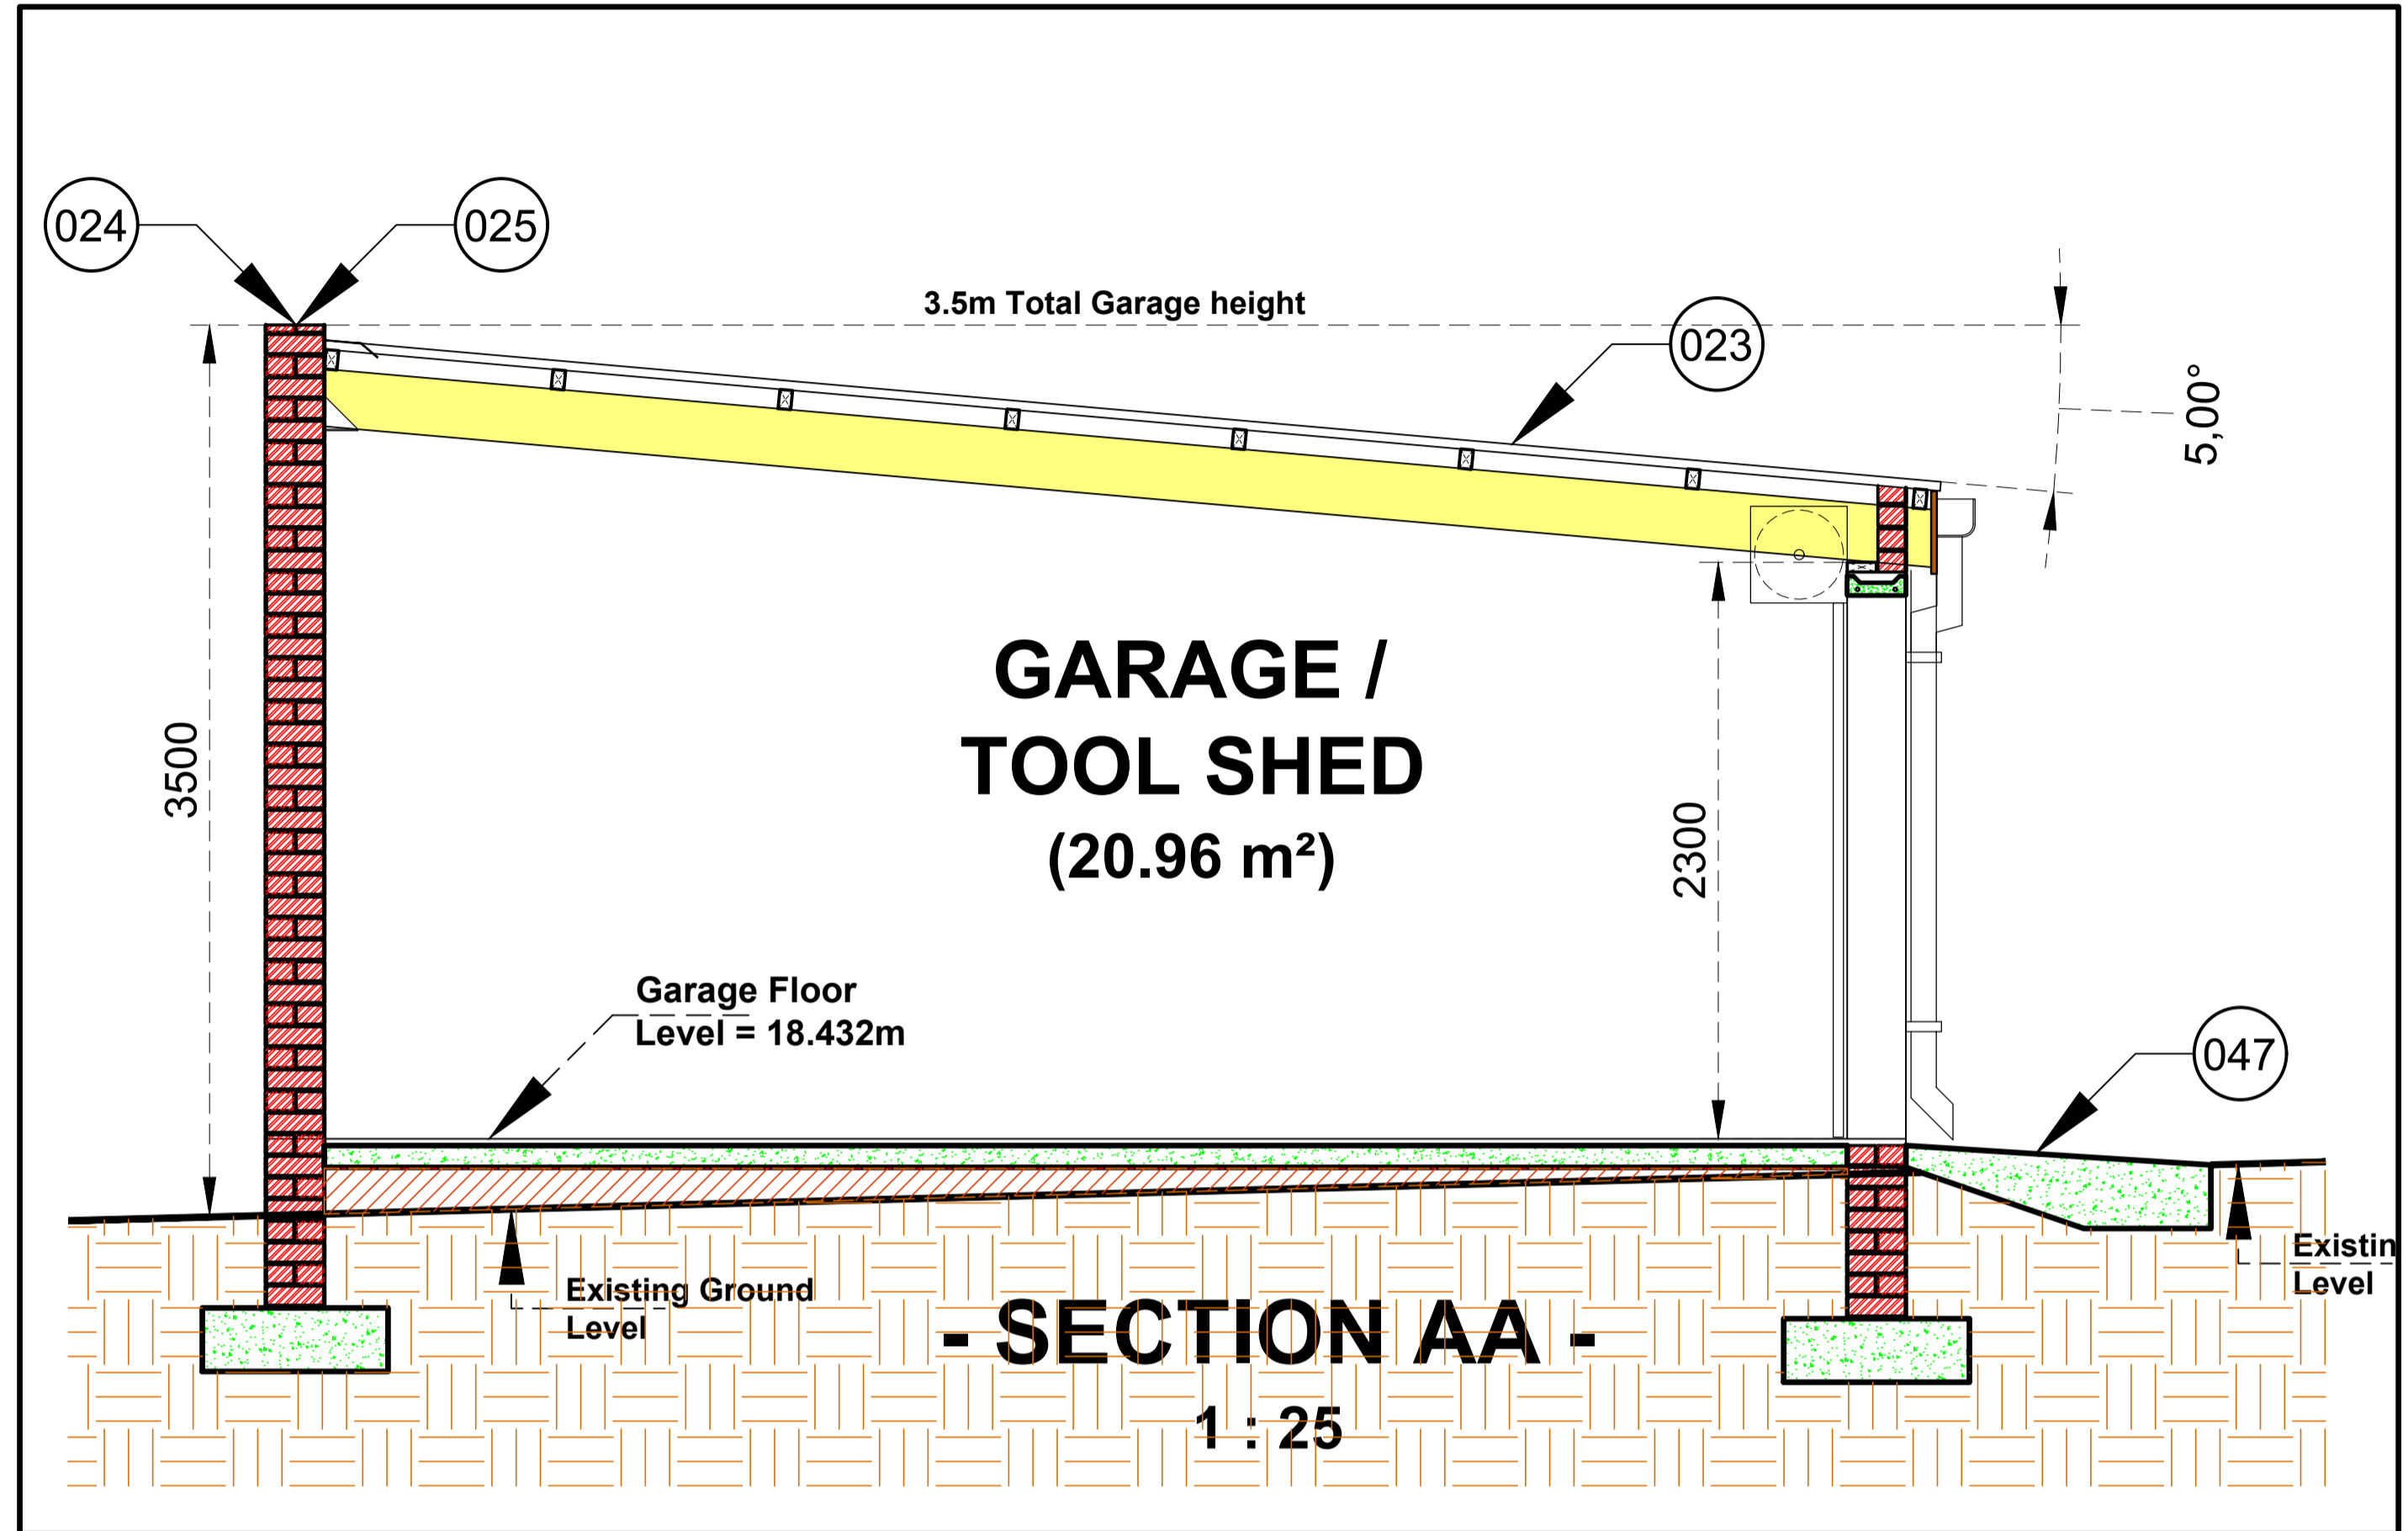 024
025
3.5m Total Garage height
023
5,00°
3500
GARAGE /
TOOL SHED
(20.96 m²)
2300
Garage Floor
Level = 18.432m
047
Existing Ground
Level
Existin
Level
- SECTION AA -
1 : 25